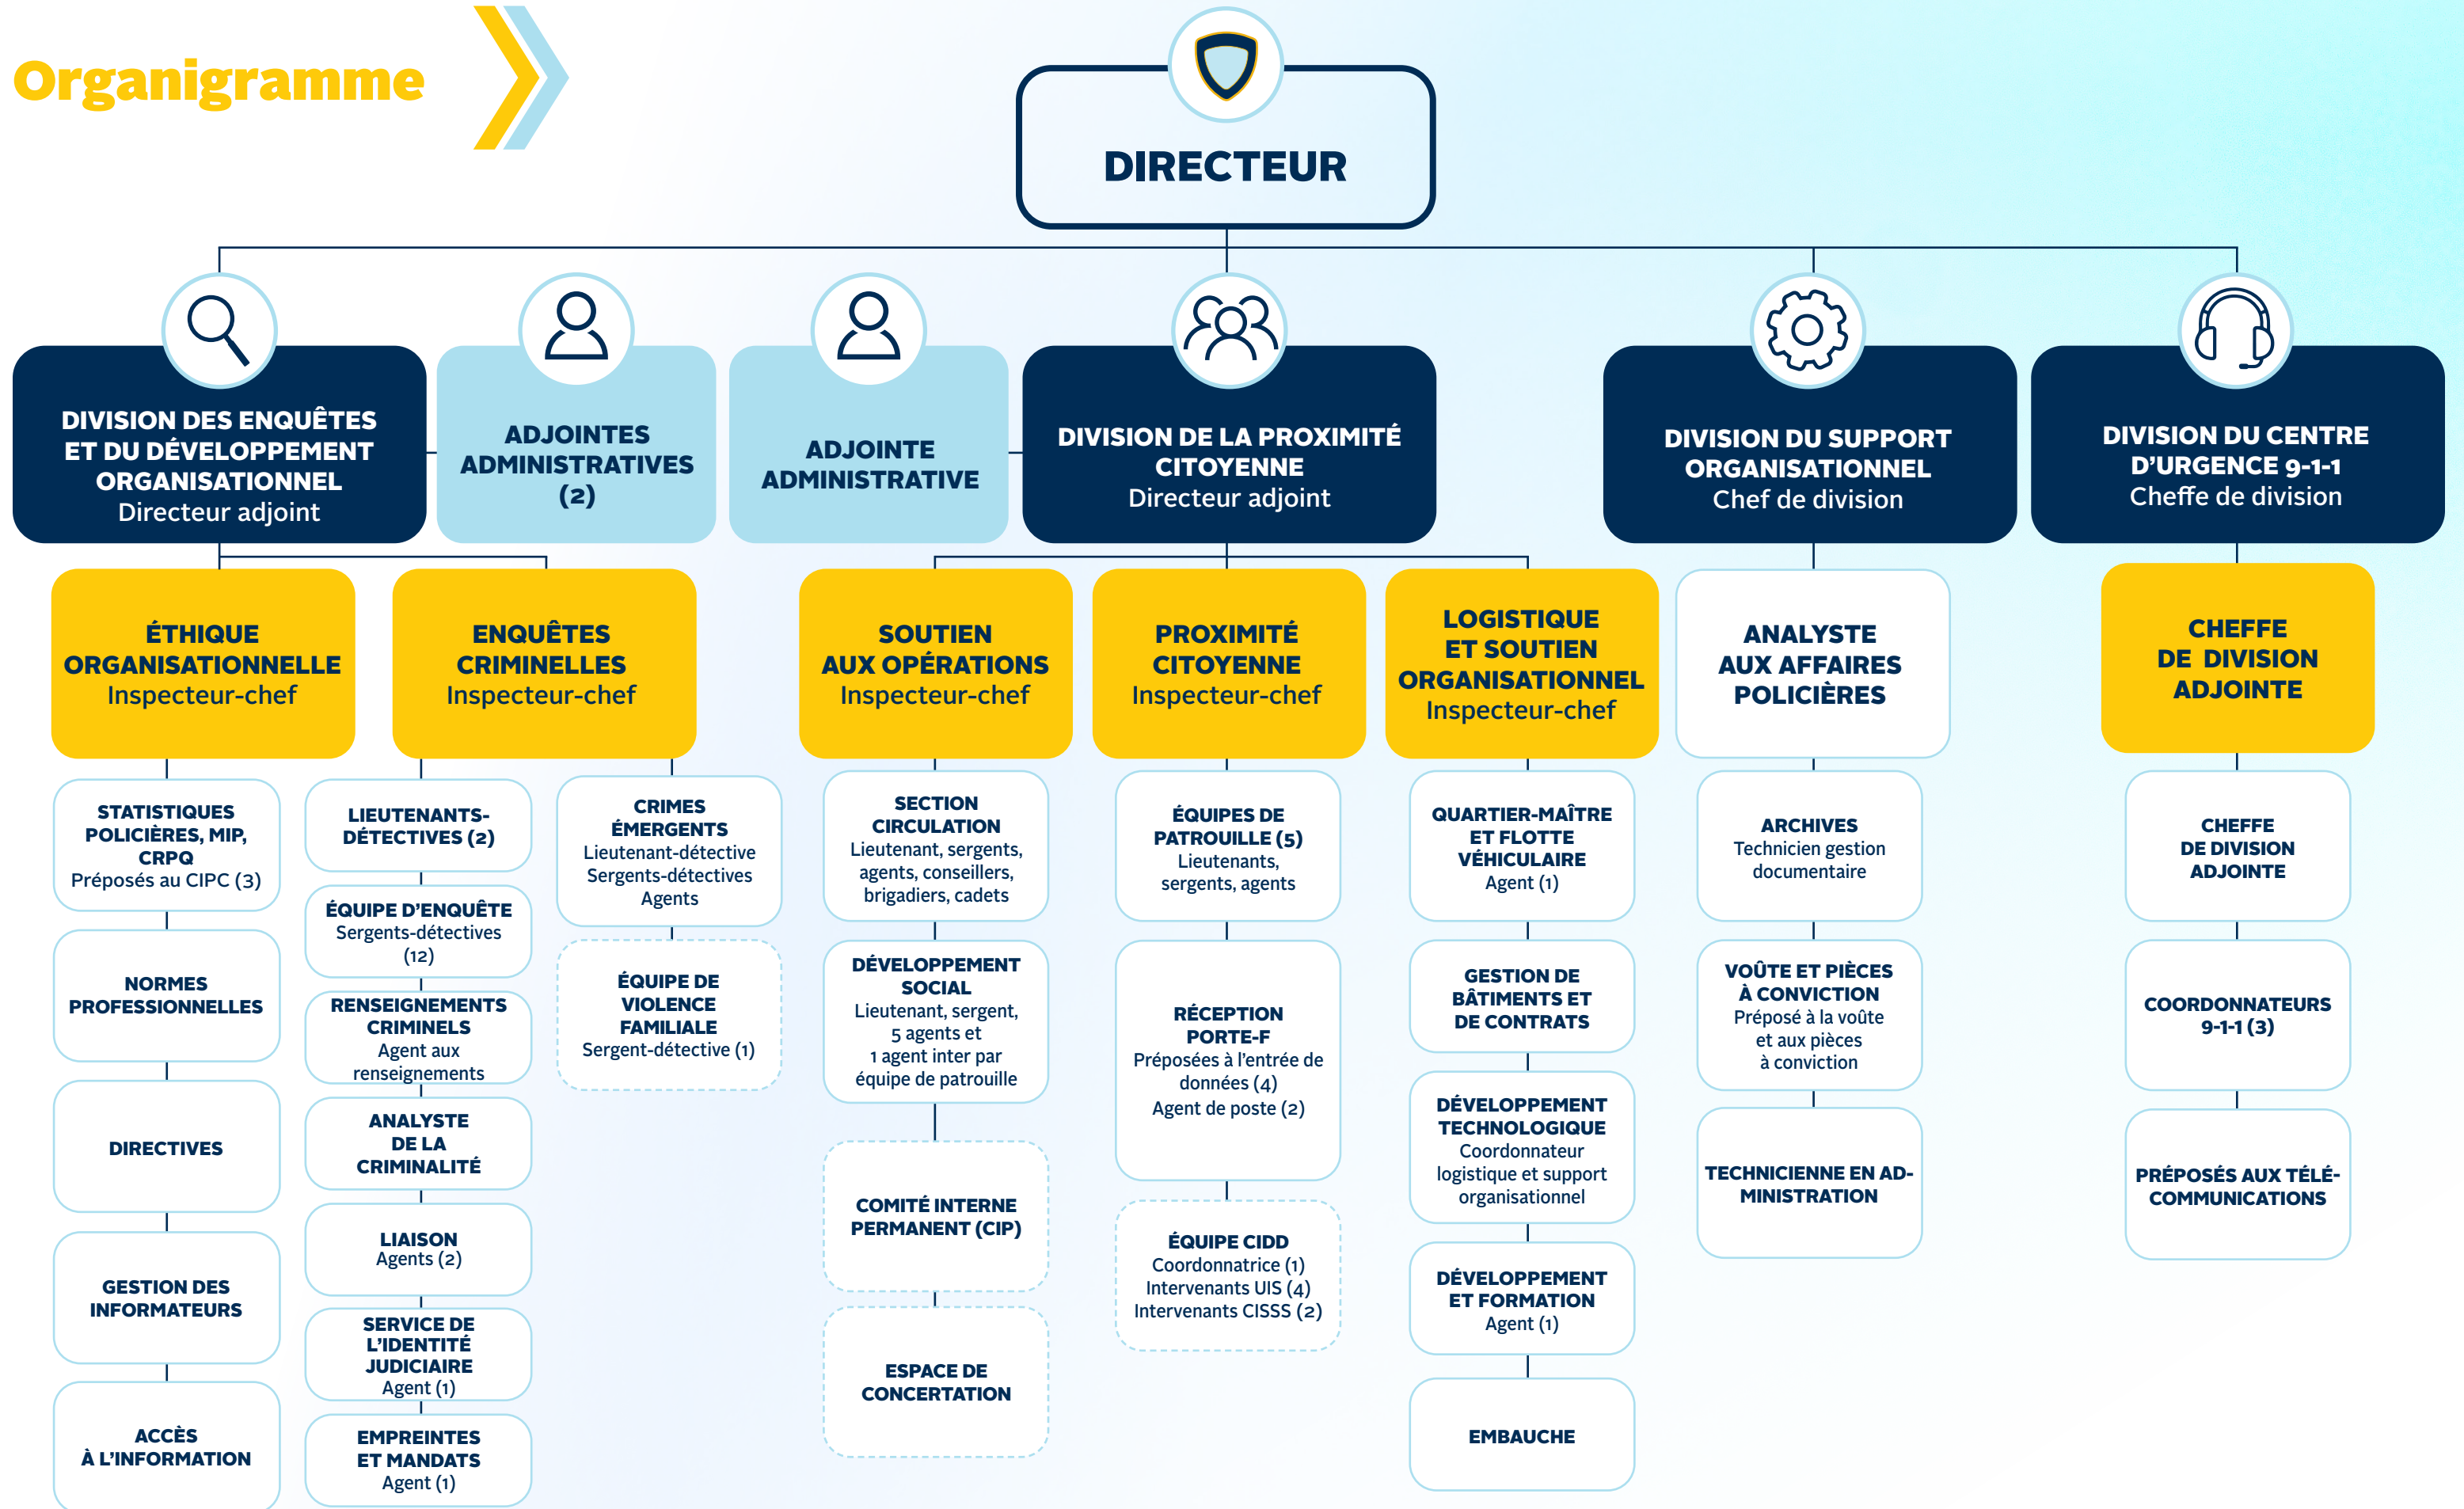 Organigramme
DIRECTEUR
DIVISION DES ENQUÊTES
ET DU DÉVELOPPEMENT
ORGANISATIONNEL
Directeur adjoint
ADJOINTES
ADMINISTRATIVES
(2)
ADJOINTE
ADMINISTRATIVE
DIVISION DE LA PROXIMITÉ
CITOYENNE
Directeur adjoint
DIVISION DU SUPPORT
ORGANISATIONNEL
Chef de division
DIVISION DU CENTRE
D'URGENCE 9-1-1
Cheffe de division
ÉTHIQUE
ORGANISATIONNELLE
Inspecteur-chef
ENQUÊTES
CRIMINELLES
Inspecteur-chef
SOUTIEN
AUX OPÉRATIONS
Inspecteur-chef
PROXIMITÉ
CITOYENNE
Inspecteur-chef
LOGISTIQUE
ET SOUTIEN
ORGANISATIONNEL
Inspecteur-chef
ANALYSTE
AUX AFFAIRES
POLICIÈRES
CHEFFE
DE DIVISION
ADJOINTE
STATISTIQUES
POLICIÈRES, MIP,
CRPQ
Préposés au CIPC (3)
NORMES
PROFESSIONNELLES
DIRECTIVES
GESTION DES
INFORMATEURS
ACCÈS
À L'INFORMATION
LIEUTENANTS-
DÉTECTIVES (2)
ÉQUIPE D'ENQUÊTE
Sergents-détectives
(12)
RENSEIGNEMENTS
CRIMINELS
Agent aux
renseignements
ANALYSTE
DE LA
CRIMINALITÉ
LIAISON
Agents (2)
SERVICE DE
L'IDENTITÉ
JUDICIAIRE
Agent (1)
EMPREINTES
ET MANDATS
Agent (1)
CRIMES
ÉMERGENTS
Lieutenant-détective
Sergents-détectives
Agents
ÉQUIPE DE
VIOLENCE
FAMILIALE
Sergent-détective (1)
SECTION
CIRCULATION
Lieutenant, sergents,
agents, conseillers,
brigadiers, cadets
DÉVELOPPEMENT
SOCIAL
Lieutenant, sergent,
5 agents et
1 agent inter par
équipe de patrouille
COMITÉ INTERNE
PERMANENT (CIP)
ESPACE DE
CONCERTATION
ÉQUIPES DE
PATROUILLE (5)
Lieutenants,
sergents, agents
RÉCEPTION
PORTE-F
Préposées à l'entrée de
données (4)
Agent de poste (2)
ÉQUIPE CIDD
Coordonnatrice (1)
Intervenants UIS (4)
Intervenants CISSS (2)
QUARTIER-MAÎTRE
ET FLOTTE
VÉHICULAIRE
Agent (1)
GESTION DE
BÂTIMENTS ET
DE CONTRATS
DÉVELOPPEMENT
TECHNOLOGIQUE
Coordonnateur
logistique et support
organisationnel
DÉVELOPPEMENT
ET FORMATION
Agent (1)
EMBAUCHE
ARCHIVES
Technicien gestion
documentaire
VOÛTE ET PIÈCES
À CONVICTION
Préposé à la voûte
et aux pièces
à conviction
TECHNICIENNE EN AD-
MINISTRATION
CHEFFE
DE DIVISION
ADJOINTE
COORDONNATEURS
9-1-1 (3)
PRÉPOSÉS AUX TÉLÉ-
COMMUNICATIONS